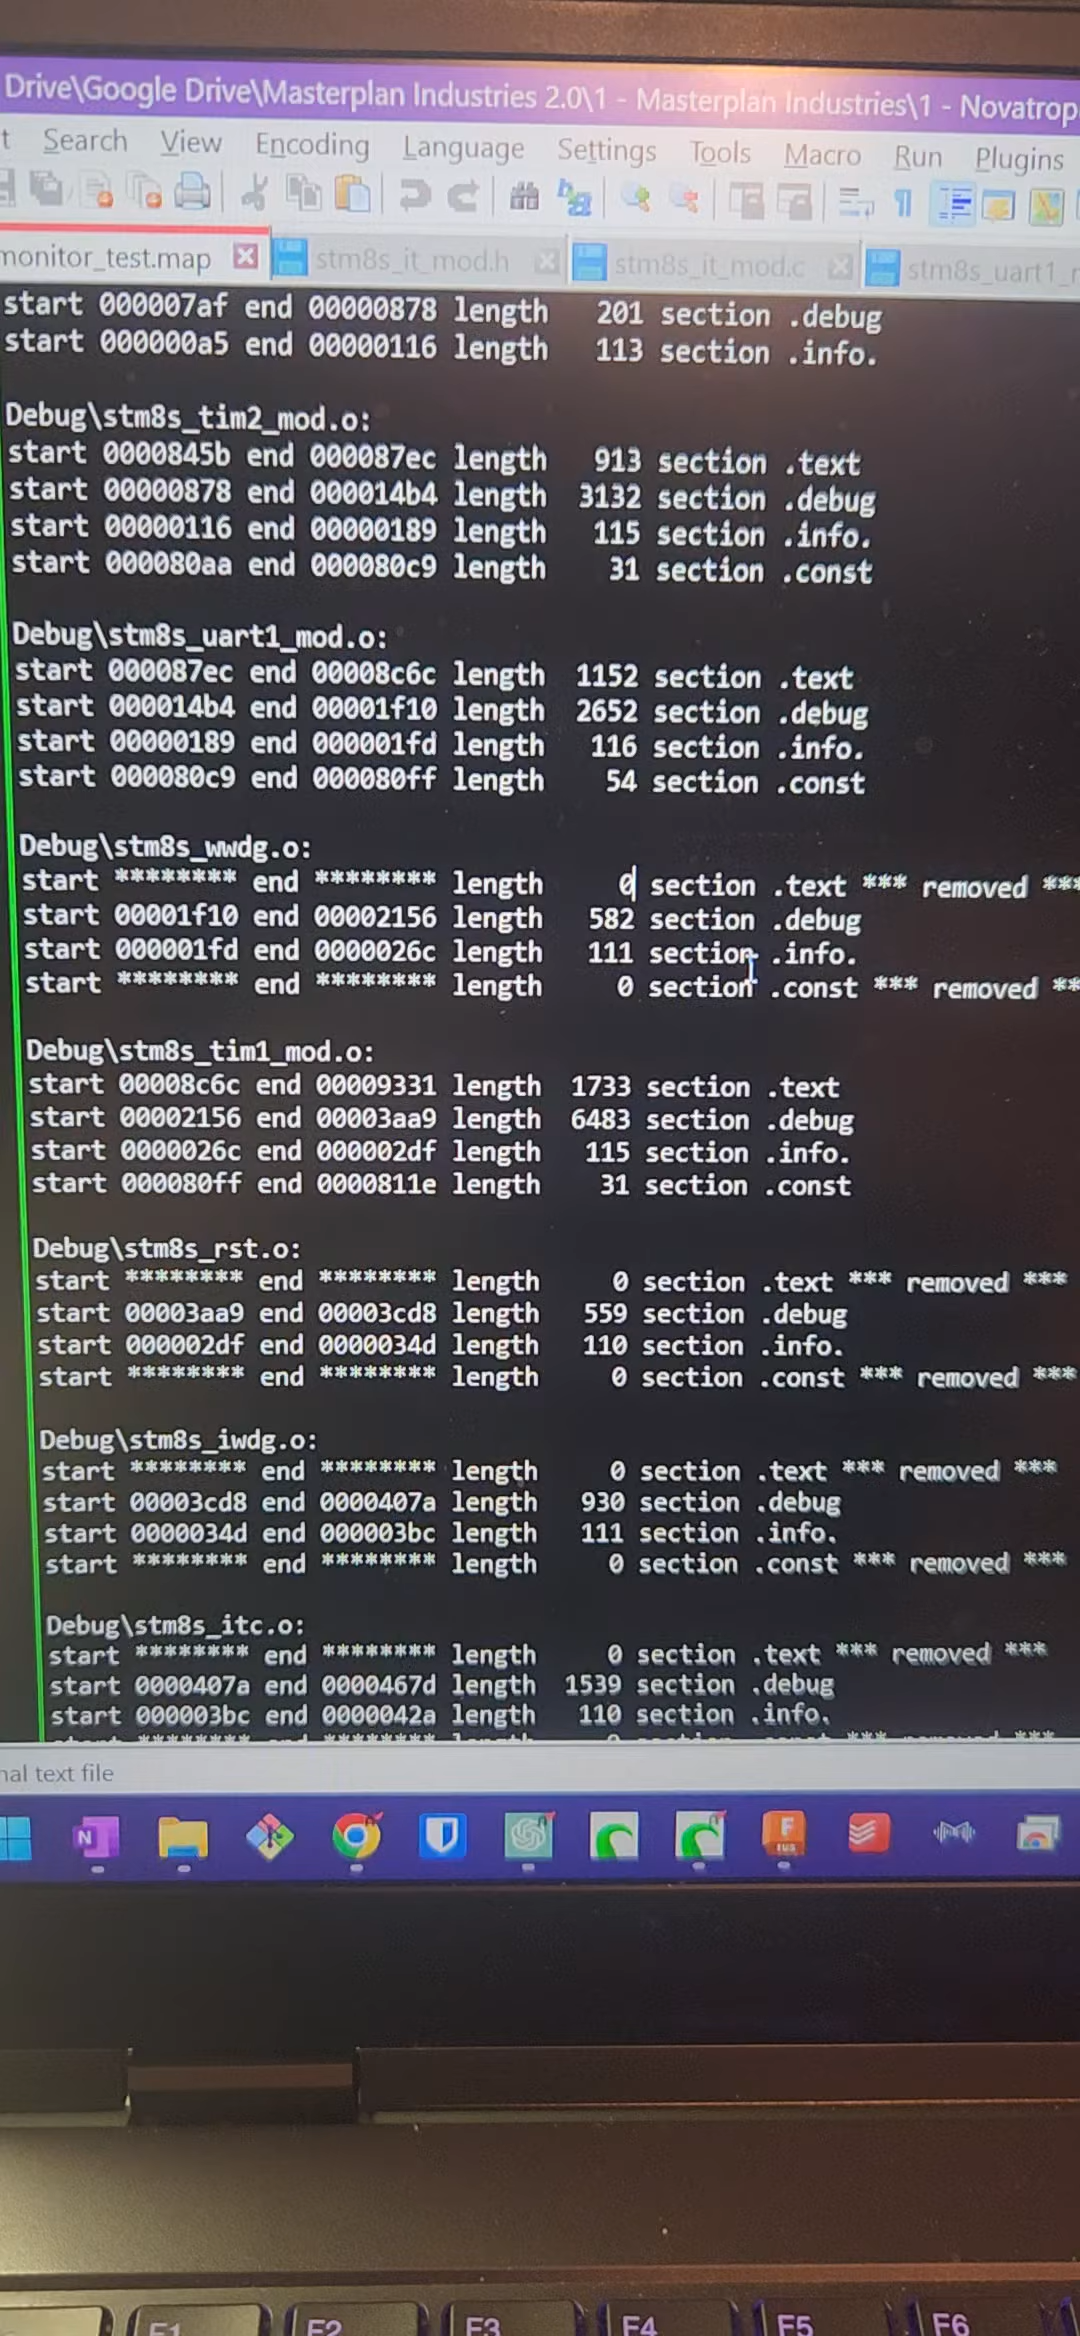 Drive\Google Drive\Masterplan Industries 2.0\1 - Masterplan Industries\1 - Novatrop
t Search View Encoding Language Settings Tools Macro Run Plugins
monitor_test.map stm8s_it_mod.h stm8s_it_mod.c stm8s_uart1_
start 000007af end 00000878 length 201 section .debug
start 000000a5 end 00000116 length 113 section .info.
Debug\stm8s_tim2_mod.o:
start 0000845b end 000087ec length 913 section .text
start 00000878 end 000014b4 length 3132 section .debug
start 00000116 end 00000189 length 115 section .info.
start 000080aa end 000080c9 length 31 section .const
Debug\stm8s_uart1_mod.o:
start 000087ec end 00008c6c length 1152 section .text
start 000014b4 end 00001f10 length 2652 section .debug
start 00000189 end 000001fd length 116 section .info.
start 000080c9 end 000080ff length 54 section .const
Debug\stm8s_wwdg.o:
start ******** end ******** length 0 section .text *** removed ***
start 00001f10 end 00002156 length 582 section .debug
start 000001fd end 0000026c length 111 section .info.
start ******** end ******** length 0 section .const *** removed **
Debug\stm8s_tim1_mod.o:
start 00008c6c end 00009331 length 1733 section .text
start 00002156 end 00003aa9 length 6483 section .debug
start 0000026c end 000002df length 115 section .info.
start 000080ff end 0000811e length 31 section .const
Debug\stm8s_rst.o:
start ******** end ******** length 0 section .text *** removed ***
start 00003aa9 end 00003cd8 length 559 section .debug
start 000002df end 0000034d length 110 section .info.
start ******** end ******** length 0 section .const *** removed ***
Debug\stm8s_iwdg.o:
start ******** end ******** length 0 section .text *** removed ***
start 00003cd8 end 0000407a length 930 section .debug
start 0000034d end 000003bc length 111 section .info.
start ******** end ******** length 0 section .const *** removed ***
Debug\stm8s_itc.o:
start ******** end ******** length 0 section .text *** removed ***
start 0000407a end 0000467d length 1539 section .debug
start 000003bc end 0000042a length 110 section .info.
nal text file
N
F
F1 F2 F3 F4 F5 F6